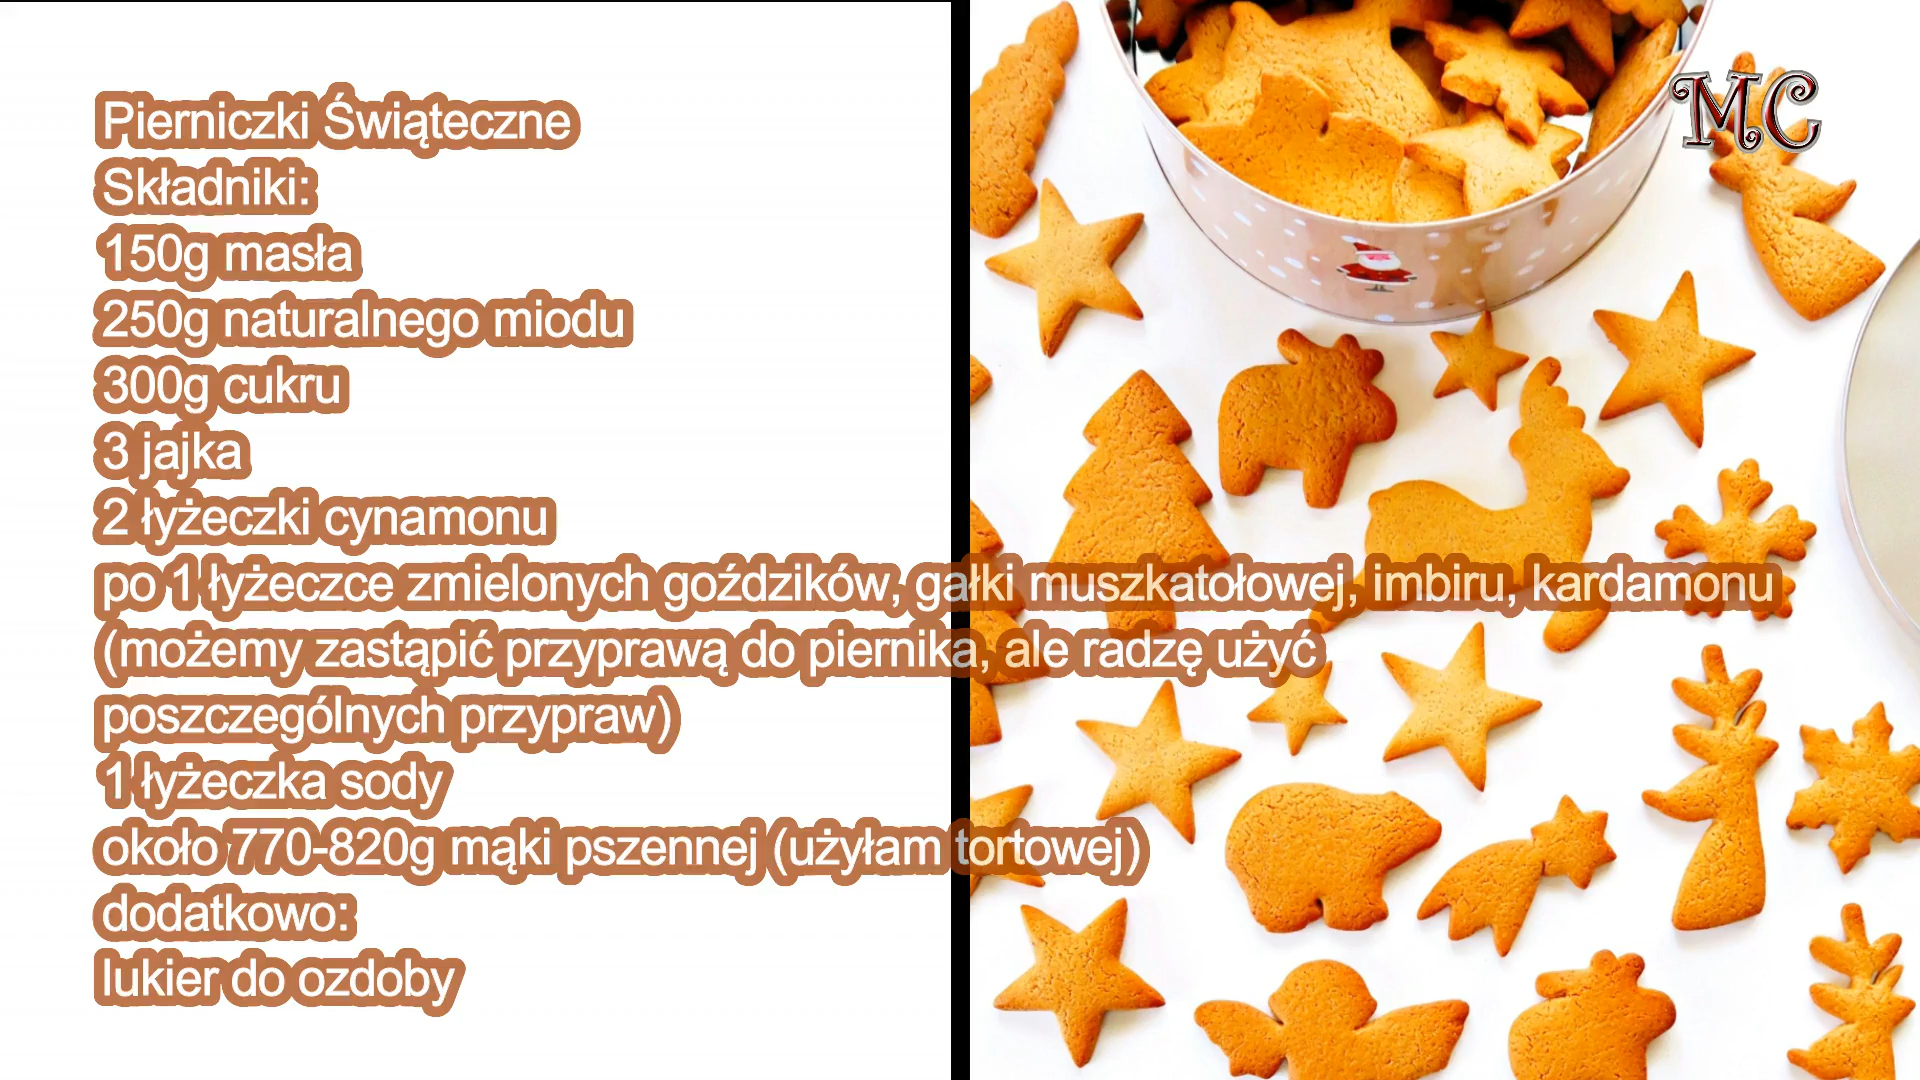 Pierniczki Świąteczne
Składniki:
150g masła
250g naturalnego miodu
300g cukru
3 jajka
2 łyżeczki cynamonu
po 1 łyżeczce zmielonych goździków, gałki muszkatołowej, imbiru, kardamonu
(możemy zastąpić przyprawą do piernika, ale radzę użyć
poszczególnych przypraw)
1 łyżeczka sody
około 770-820g mąki pszennej (użyłam tortowej)
dodatkowo:
lukier do ozdoby
MC